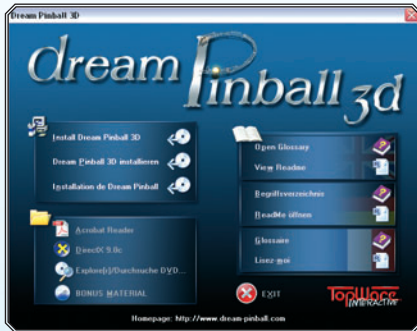 Dream Pinball 3D
dream Pinball 3d
Install Dream Pinball 3D
Dream Pinball 3D installieren
Installation de Dream Pinball
Acrobat Reader
DirectX 9.0c
Explore(r)/Durchsuche DVD...
BONUS MATERIAL
Open Glossary
View Readme
Begriffsverzeichnis
ReadMe öffnen
Glossaire
Lisez-moi
EXIT
TopWare
INTERACTIVE
Homepage: http://www.dream-pinball.com